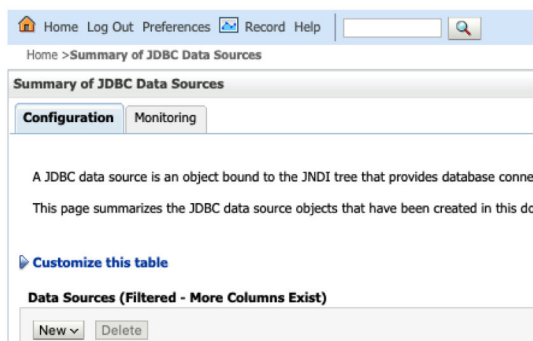 Home Log Out Preferences Record Help
Home >Summary of JDBC Data Sources
Summary of JDBC Data Sources
Configuration Monitoring
A JDBC data source is an object bound to the JNDI tree that provides database conne
This page summarizes the JDBC data source objects that have been created in this do
Customize this table
Data Sources (Filtered - More Columns Exist)
New Delete